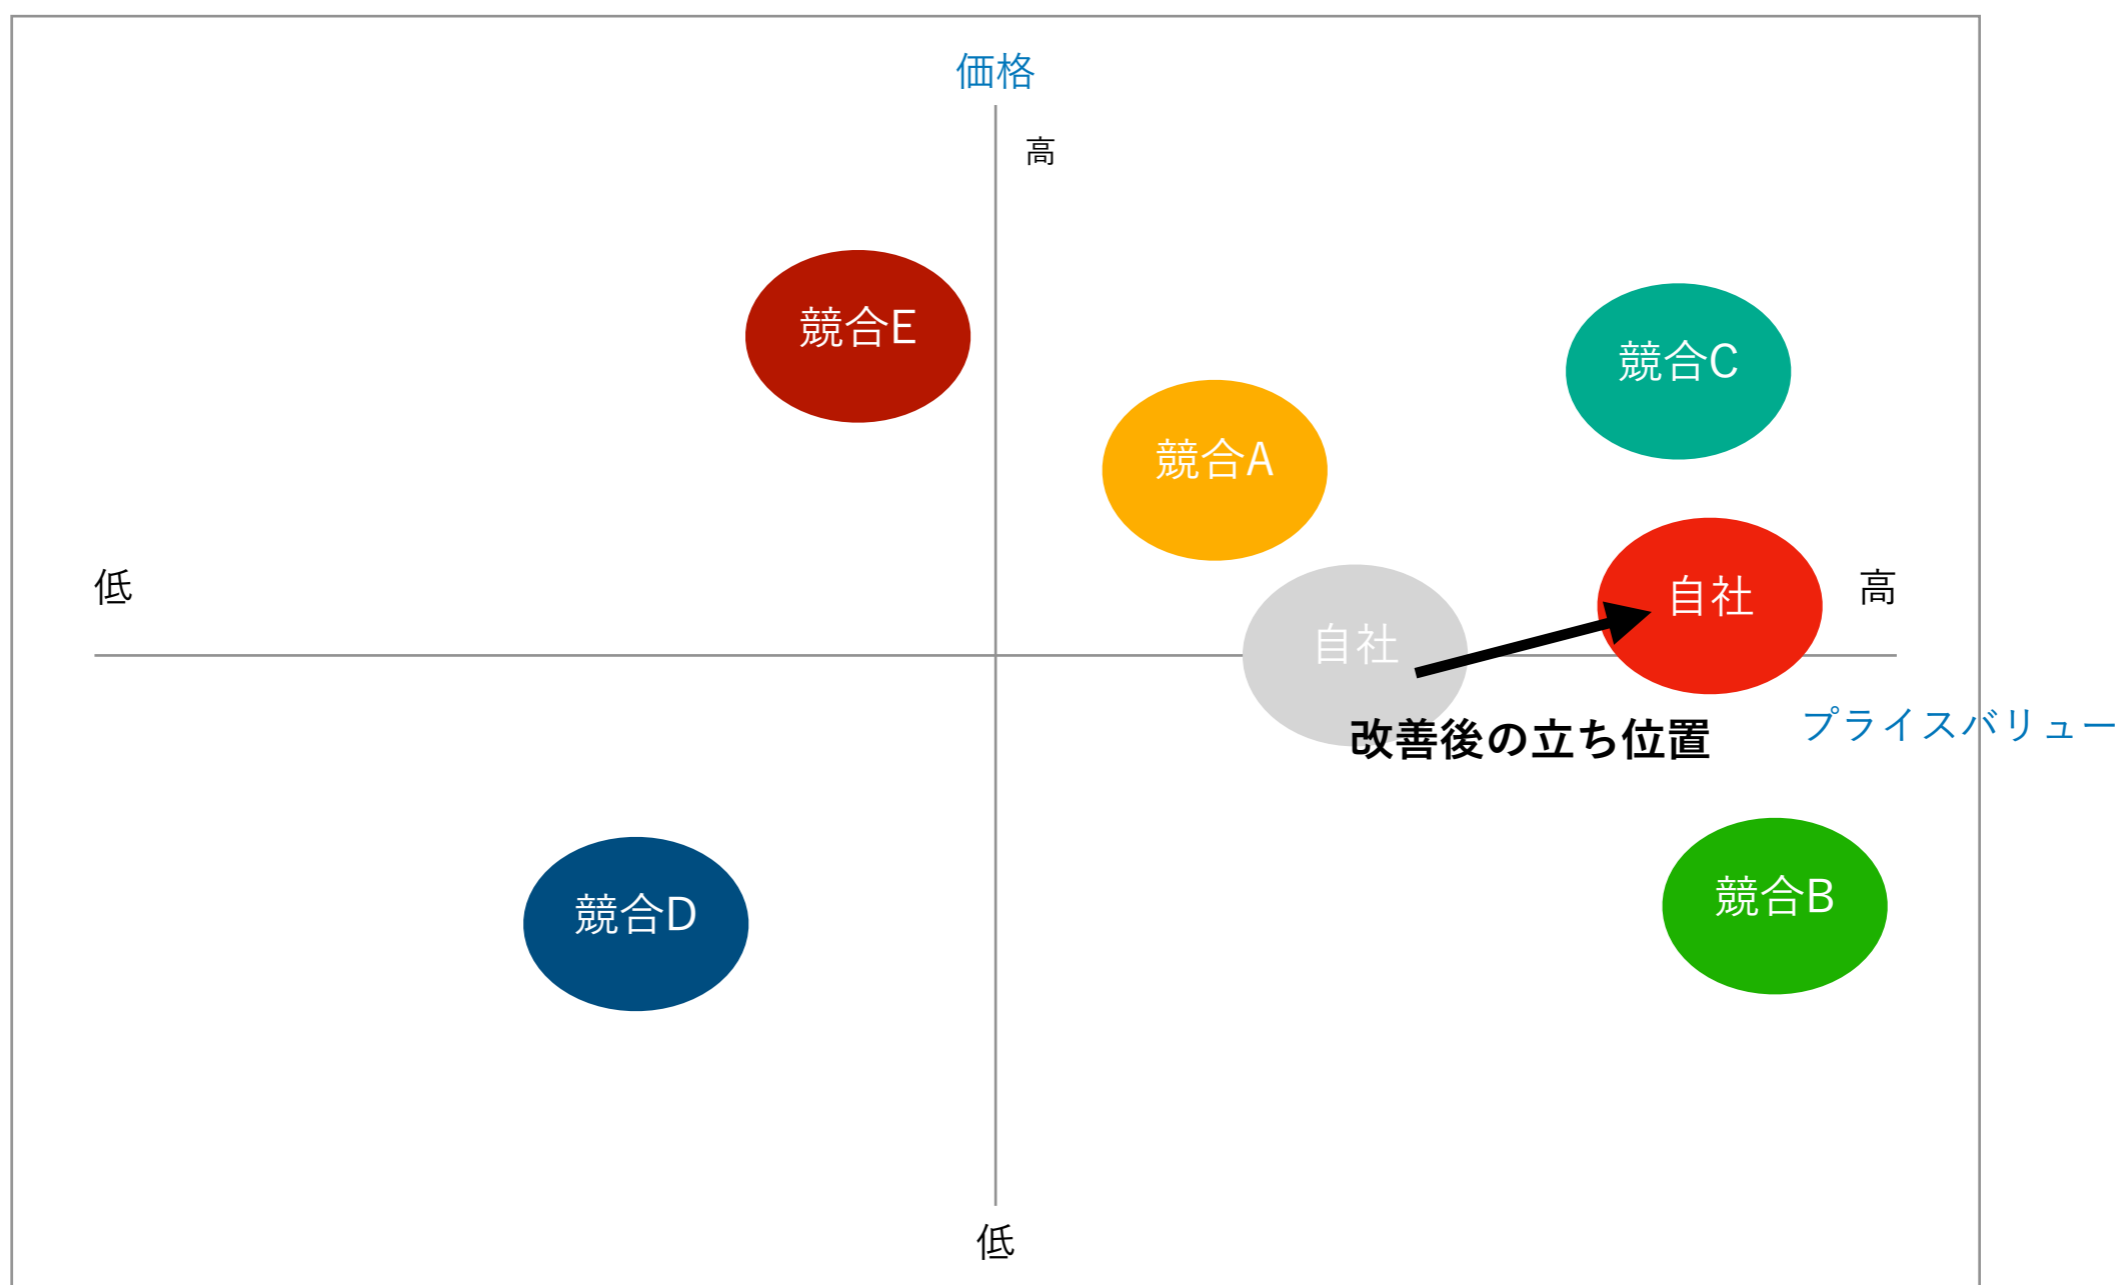 価格
高
競合E
競合C
競合A
低
自社
高
自社
改善後の立ち位置
プライスバリュー
競合B
競合D
低